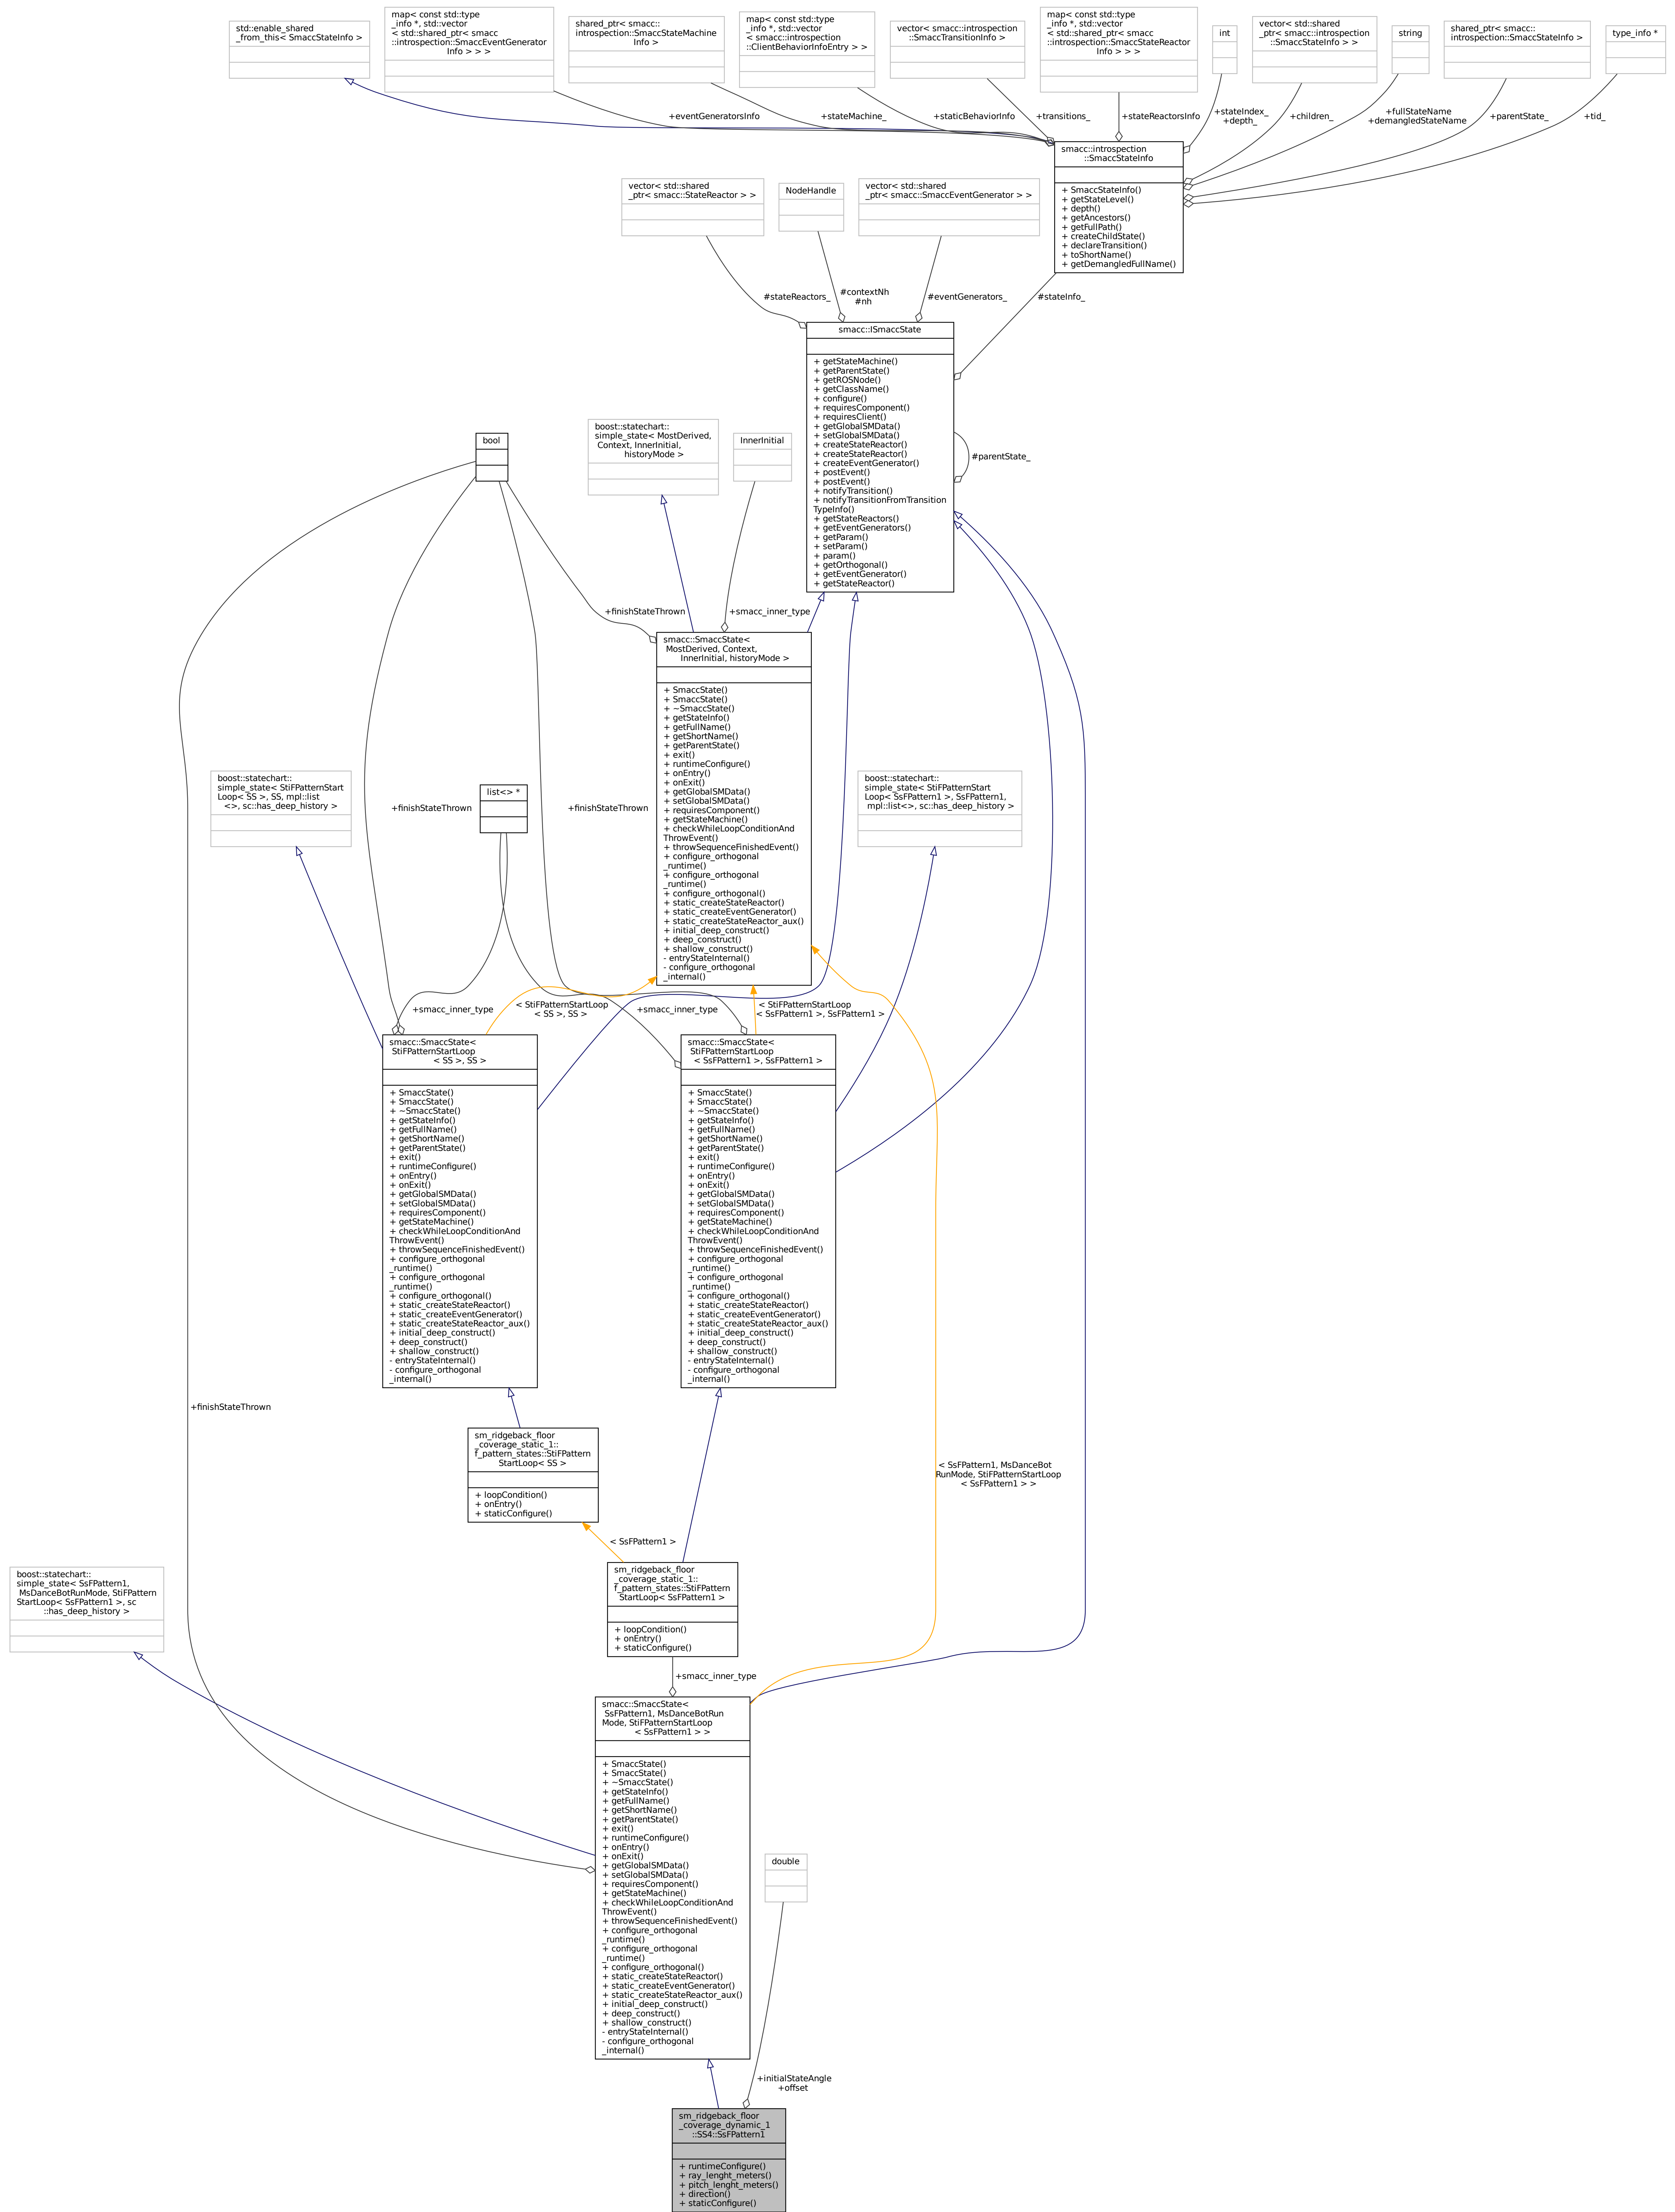 std::enable_shared
_from_this< SmaccStateInfo >
map< const std::type
_info *, std::vector
< std::shared_ptr< smacc
::introspection::SmaccEventGenerator
Info > > >
shared_ptr< smacc::
introspection::SmaccStateMachine
Info >
map< const std::type
_info *, std::vector
< smacc::introspection
::ClientBehaviorInfoEntry > >
vector< smacc::introspection
::SmaccTransitionInfo >
map< const std::type
_info *, std::vector
< std::shared_ptr< smacc
::introspection::SmaccStateReactor
Info > > >
int
vector< std::shared
_ptr< smacc::introspection
::SmaccStateInfo > >
string
shared_ptr< smacc::
introspection::SmaccStateInfo >
type_info *
+eventGeneratorsInfo
+stateMachine_
+staticBehaviorInfo
+transitions_
+stateReactorsInfo
+stateIndex_
+depth_
+children_
+fullStateName
+demangledStateName
+parentState_
+tid_
smacc::introspection
::SmaccStateInfo
+ SmaccStateInfo()
+ getStateLevel()
+ depth()
+ getAncestors()
+ getFullPath()
+ createChildState()
+ declareTransition()
+ toShortName()
+ getDemangledFullName()
vector< std::shared
_ptr< smacc::StateReactor > >
NodeHandle
vector< std::shared
_ptr< smacc::SmaccEventGenerator > >
#stateReactors_
#contextNh
#nh
#eventGenerators_
#stateInfo_
smacc::ISmaccState
+ getStateMachine()
+ getParentState()
+ getROSNode()
+ getClassName()
+ configure()
+ requiresComponent()
+ requiresClient()
+ getGlobalSMData()
+ setGlobalSMData()
+ createStateReactor()
+ createStateReactor()
+ createEventGenerator()
+ postEvent()
+ postEvent()
+ notifyTransition()
+ notifyTransitionFromTransition
TypeInfo()
+ getStateReactors()
+ getEventGenerators()
+ getParam()
+ setParam()
+ param()
+ getOrthogonal()
+ getEventGenerator()
+ getStateReactor()
#parentState_
bool
boost::statechart::
simple_state< MostDerived,
Context, InnerInitial,
historyMode >
InnerInitial
+finishStateThrown
+smacc_inner_type
smacc::SmaccState<
MostDerived, Context,
InnerInitial, historyMode >
+ SmaccState()
+ SmaccState()
+ ~SmaccState()
+ getStateInfo()
+ getFullName()
+ getShortName()
+ getParentState()
+ exit()
+ runtimeConfigure()
+ onEntry()
+ onExit()
+ getGlobalSMData()
+ setGlobalSMData()
+ requiresComponent()
+ getStateMachine()
+ checkWhileLoopConditionAnd
ThrowEvent()
+ throwSequenceFinishedEvent()
+ configure_orthogonal
_runtime()
+ configure_orthogonal
_runtime()
+ configure_orthogonal()
+ static_createStateReactor()
+ static_createEventGenerator()
+ static_createStateReactor_aux()
+ initial_deep_construct()
+ deep_construct()
+ shallow_construct()
- entryStateInternal()
- configure_orthogonal
_internal()
boost::statechart::
simple_state< StiFPatternStart
Loop< SS >, SS, mpl::list
<>, sc::has_deep_history >
+finishStateThrown
list<> *
+finishStateThrown
boost::statechart::
simple_state< StiFPatternStart
Loop< SsFPattern1 >, SsFPattern1,
mpl::list<>, sc::has_deep_history >
+smacc_inner_type
< StiFPatternStartLoop
< SS >, SS >
+smacc_inner_type
< StiFPatternStartLoop
< SsFPattern1 >, SsFPattern1 >
smacc::SmaccState<
StiFPatternStartLoop
< SS >, SS >
+ SmaccState()
+ SmaccState()
+ ~SmaccState()
+ getStateInfo()
+ getFullName()
+ getShortName()
+ getParentState()
+ exit()
+ runtimeConfigure()
+ onEntry()
+ onExit()
+ getGlobalSMData()
+ setGlobalSMData()
+ requiresComponent()
+ getStateMachine()
+ checkWhileLoopConditionAnd
ThrowEvent()
+ throwSequenceFinishedEvent()
+ configure_orthogonal
_runtime()
+ configure_orthogonal
_runtime()
+ configure_orthogonal()
+ static_createStateReactor()
+ static_createEventGenerator()
+ static_createStateReactor_aux()
+ initial_deep_construct()
+ deep_construct()
+ shallow_construct()
- entryStateInternal()
- configure_orthogonal
_internal()
smacc::SmaccState<
StiFPatternStartLoop
< SsFPattern1 >, SsFPattern1 >
+ SmaccState()
+ SmaccState()
+ ~SmaccState()
+ getStateInfo()
+ getFullName()
+ getShortName()
+ getParentState()
+ exit()
+ runtimeConfigure()
+ onEntry()
+ onExit()
+ getGlobalSMData()
+ setGlobalSMData()
+ requiresComponent()
+ getStateMachine()
+ checkWhileLoopConditionAnd
ThrowEvent()
+ throwSequenceFinishedEvent()
+ configure_orthogonal
_runtime()
+ configure_orthogonal
_runtime()
+ configure_orthogonal()
+ static_createStateReactor()
+ static_createEventGenerator()
+ static_createStateReactor_aux()
+ initial_deep_construct()
+ deep_construct()
+ shallow_construct()
- entryStateInternal()
- configure_orthogonal
_internal()
+finishStateThrown
sm_ridgeback_floor
_coverage_static_1::
f_pattern_states::StiFPattern
StartLoop< SS >
+ loopCondition()
+ onEntry()
+ staticConfigure()
< SsFPattern1, MsDanceBot
RunMode, StiFPatternStartLoop
< SsFPattern1 > >
< SsFPattern1 >
boost::statechart::
simple_state< SsFPattern1,
MsDanceBotRunMode, StiFPattern
StartLoop< SsFPattern1 >, sc
::has_deep_history >
sm_ridgeback_floor
_coverage_static_1::
f_pattern_states::StiFPattern
StartLoop< SsFPattern1 >
+ loopCondition()
+ onEntry()
+ staticConfigure()
+smacc_inner_type
smacc::SmaccState<
SsFPattern1, MsDanceBotRun
Mode, StiFPatternStartLoop
< SsFPattern1 > >
+ SmaccState()
+ SmaccState()
+ ~SmaccState()
+ getStateInfo()
+ getFullName()
+ getShortName()
+ getParentState()
+ exit()
+ runtimeConfigure()
+ onEntry()
+ onExit()
+ getGlobalSMData()
+ setGlobalSMData()
+ requiresComponent()
+ getStateMachine()
+ checkWhileLoopConditionAnd
ThrowEvent()
+ throwSequenceFinishedEvent()
+ configure_orthogonal
_runtime()
+ configure_orthogonal
_runtime()
+ configure_orthogonal()
+ static_createStateReactor()
+ static_createEventGenerator()
+ static_createStateReactor_aux()
+ initial_deep_construct()
+ deep_construct()
+ shallow_construct()
- entryStateInternal()
- configure_orthogonal
_internal()
double
+initialStateAngle
+offset
sm_ridgeback_floor
_coverage_dynamic_1
::SS4::SsFPattern1
+ runtimeConfigure()
+ ray_lenght_meters()
+ pitch_lenght_meters()
+ direction()
+ staticConfigure()